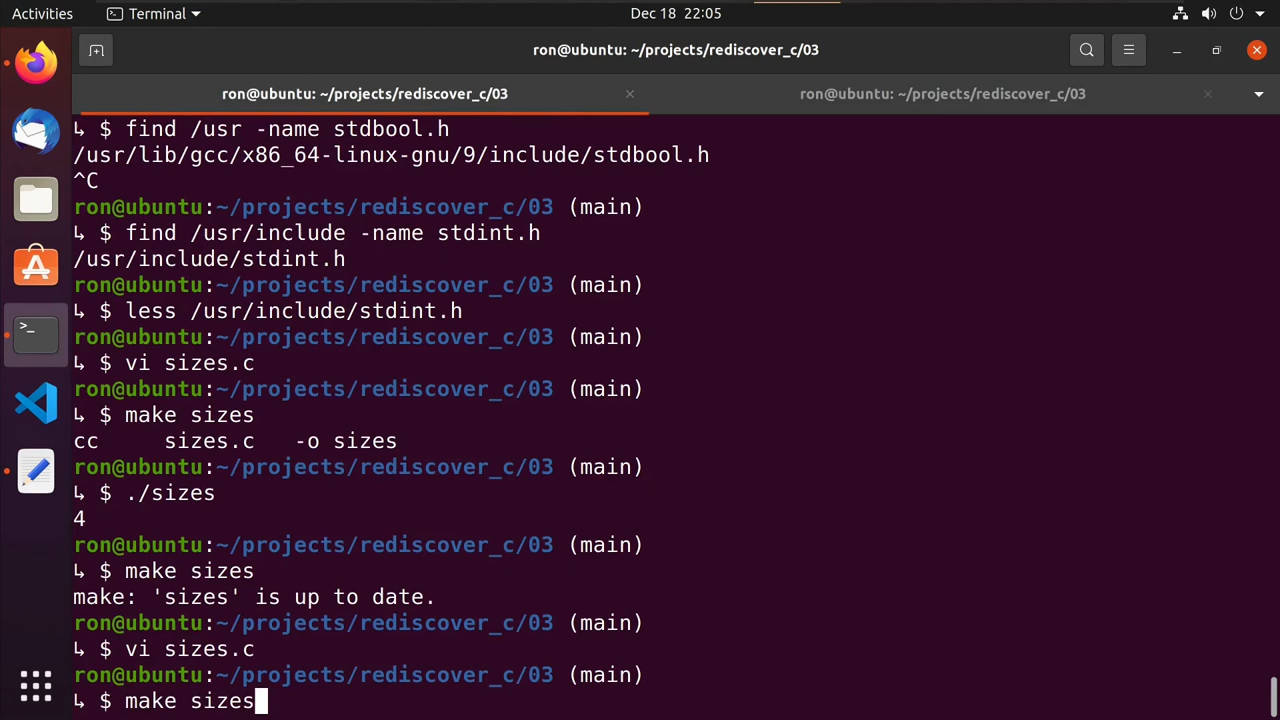 Activities
Terminal
Dec 18 22:05
ron@ubuntu: ~/projects/rediscover_c/03
ron@ubuntu: ~/projects/rediscover_c/03
ron@ubuntu: ~/projects/rediscover_c/03
↳ $ find /usr -name stdbool.h
/usr/lib/gcc/x86_64-linux-gnu/9/include/stdbool.h
^C
ron@ubuntu:~/projects/rediscover_c/03 (main)
↳ $ find /usr/include -name stdint.h
/usr/include/stdint.h
ron@ubuntu:~/projects/rediscover_c/03 (main)
↳ $ less /usr/include/stdint.h
ron@ubuntu:~/projects/rediscover_c/03 (main)
↳ $ vi sizes.c
ron@ubuntu:~/projects/rediscover_c/03 (main)
↳ $ make sizes
cc     sizes.c   -o sizes
ron@ubuntu:~/projects/rediscover_c/03 (main)
↳ $ ./sizes
4
ron@ubuntu:~/projects/rediscover_c/03 (main)
↳ $ make sizes
make: 'sizes' is up to date.
ron@ubuntu:~/projects/rediscover_c/03 (main)
↳ $ vi sizes.c
ron@ubuntu:~/projects/rediscover_c/03 (main)
↳ $ make sizes